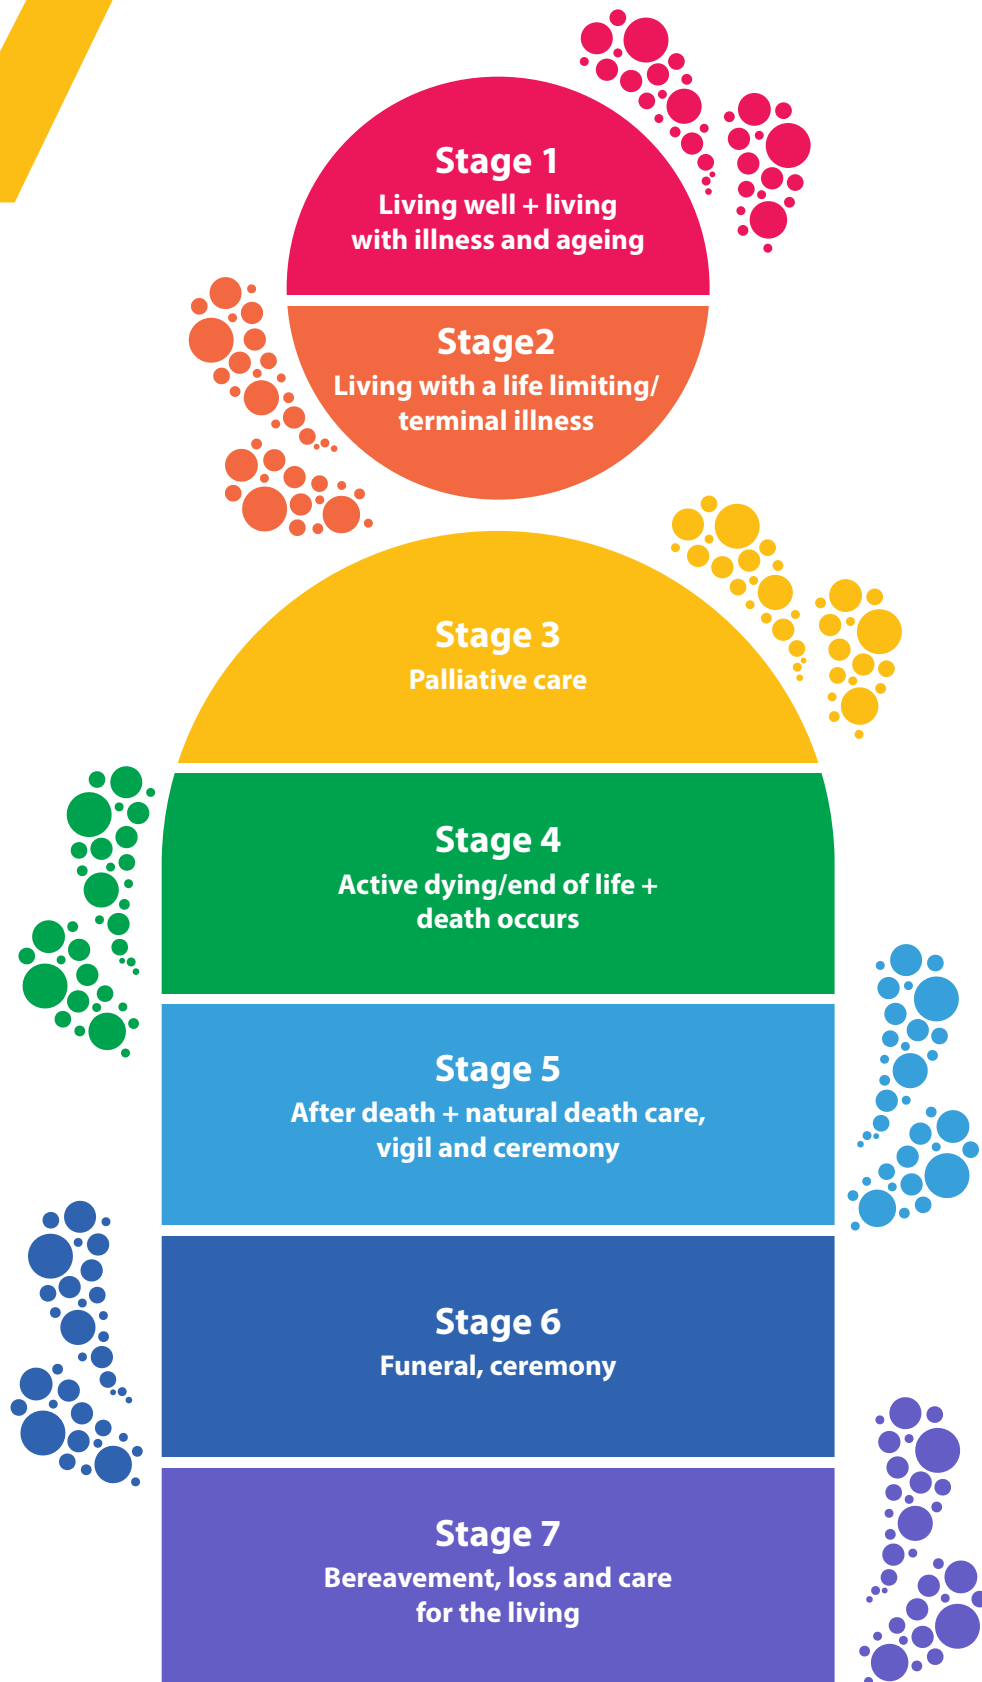 Stage 1
Living well + living
with illness and ageing
Stage2
Living with a life limiting/
terminal illness
Stage 3
Palliative care
Stage 4
Active dying/end of life +
death occurs
Stage 5
After death + natural death care,
vigil and ceremony
Stage 6
Funeral, ceremony
Stage 7
Bereavement, loss and care
for the living